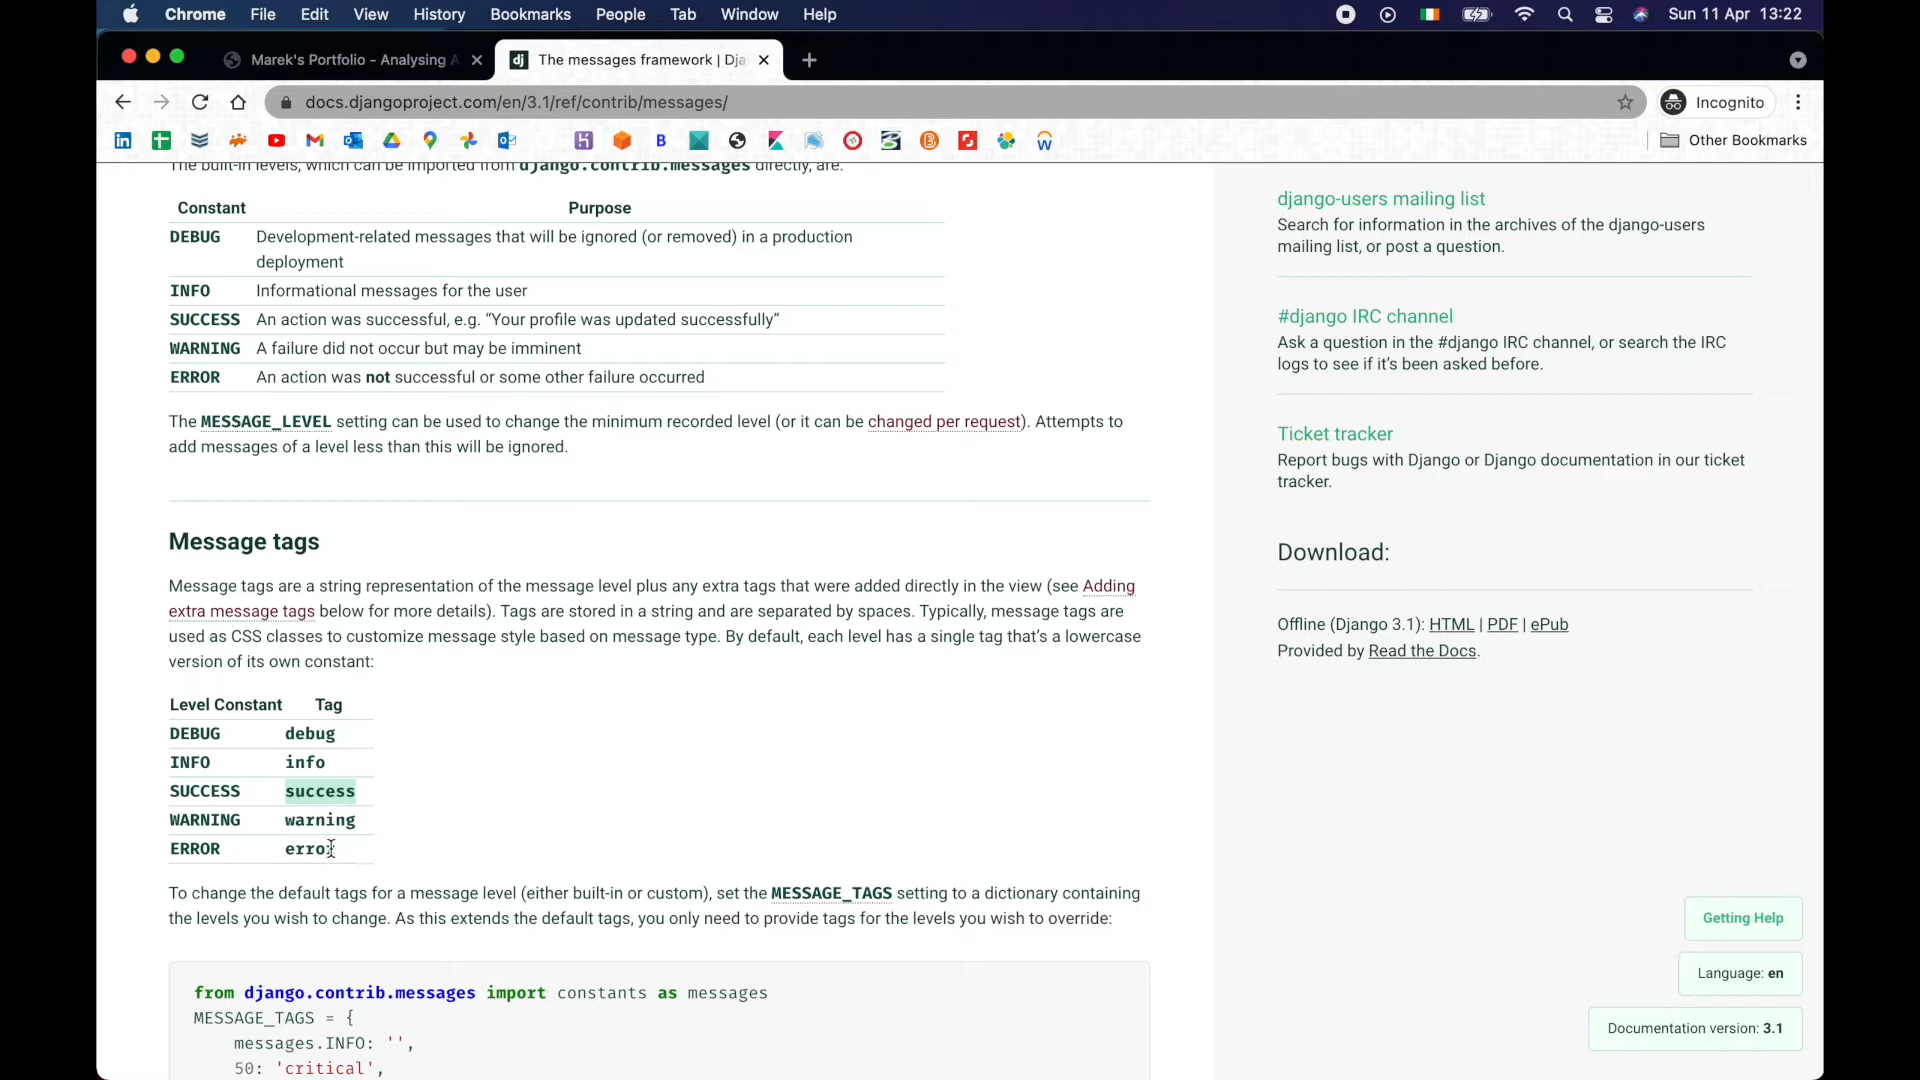 Chrome File Edit View History Bookmarks People Tab Window Help Sun 11 Apr 13:22
Marek's Portfolio - Analysing
dj The messages framework | Dja
docs.djangoproject.com/en/3.1/ref/contrib/messages/
Incognito
Other Bookmarks
The built-in levels, which can be imported from django.contrib.messages directly, are:
Constant Purpose
DEBUG Development-related messages that will be ignored (or removed) in a production
deployment
INFO Informational messages for the user
SUCCESS An action was successful, e.g. “Your profile was updated successfully”
WARNING A failure did not occur but may be imminent
ERROR An action was not successful or some other failure occurred
The MESSAGE_LEVEL setting can be used to change the minimum recorded level (or it can be changed per request). Attempts to
add messages of a level less than this will be ignored.
Message tags
Message tags are a string representation of the message level plus any extra tags that were added directly in the view (see Adding
extra message tags below for more details). Tags are stored in a string and are separated by spaces. Typically, message tags are
used as CSS classes to customize message style based on message type. By default, each level has a single tag that’s a lowercase
version of its own constant:
Level Constant Tag
DEBUG debug
INFO info
SUCCESS success
WARNING warning
ERROR error
To change the default tags for a message level (either built-in or custom), set the MESSAGE_TAGS setting to a dictionary containing
the levels you wish to change. As this extends the default tags, you only need to provide tags for the levels you wish to override:
from django.contrib.messages import constants as messages
MESSAGE_TAGS = {
messages.INFO: '',
50: 'critical',
django-users mailing list
Search for information in the archives of the django-users
mailing list, or post a question.
#django IRC channel
Ask a question in the #django IRC channel, or search the IRC
logs to see if it’s been asked before.
Ticket tracker
Report bugs with Django or Django documentation in our ticket
tracker.
Download:
Offline (Django 3.1): HTML | PDF | ePub
Provided by Read the Docs.
Getting Help
Language: en
Documentation version: 3.1